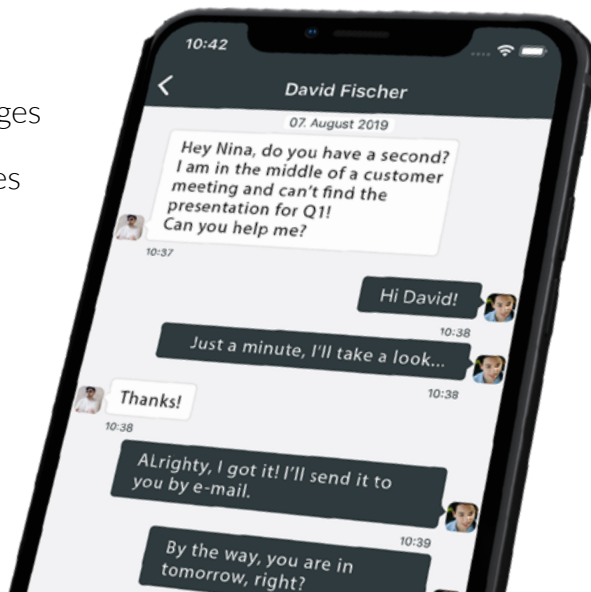 10:42
David Fischer
07. August 2019
Hey Nina, do you have a second?
I am in the middle of a customer
meeting and can't find the
presentation for Q1!
Can you help me?
10:37
Hi David!
10:38
Just a minute, I'll take a look...
10:38
Thanks!
10:38
ALrighty, I got it! I'll send it to
you by e-mail.
10:39
By the way, you are in
tomorrow, right?
ges
es